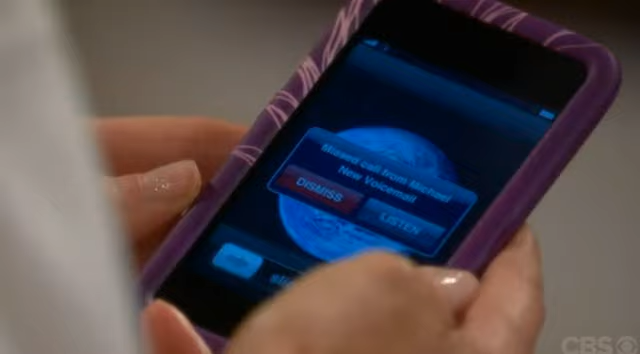 Missed call from Michael
New Voicemail
DISMISS
LISTEN
CBS